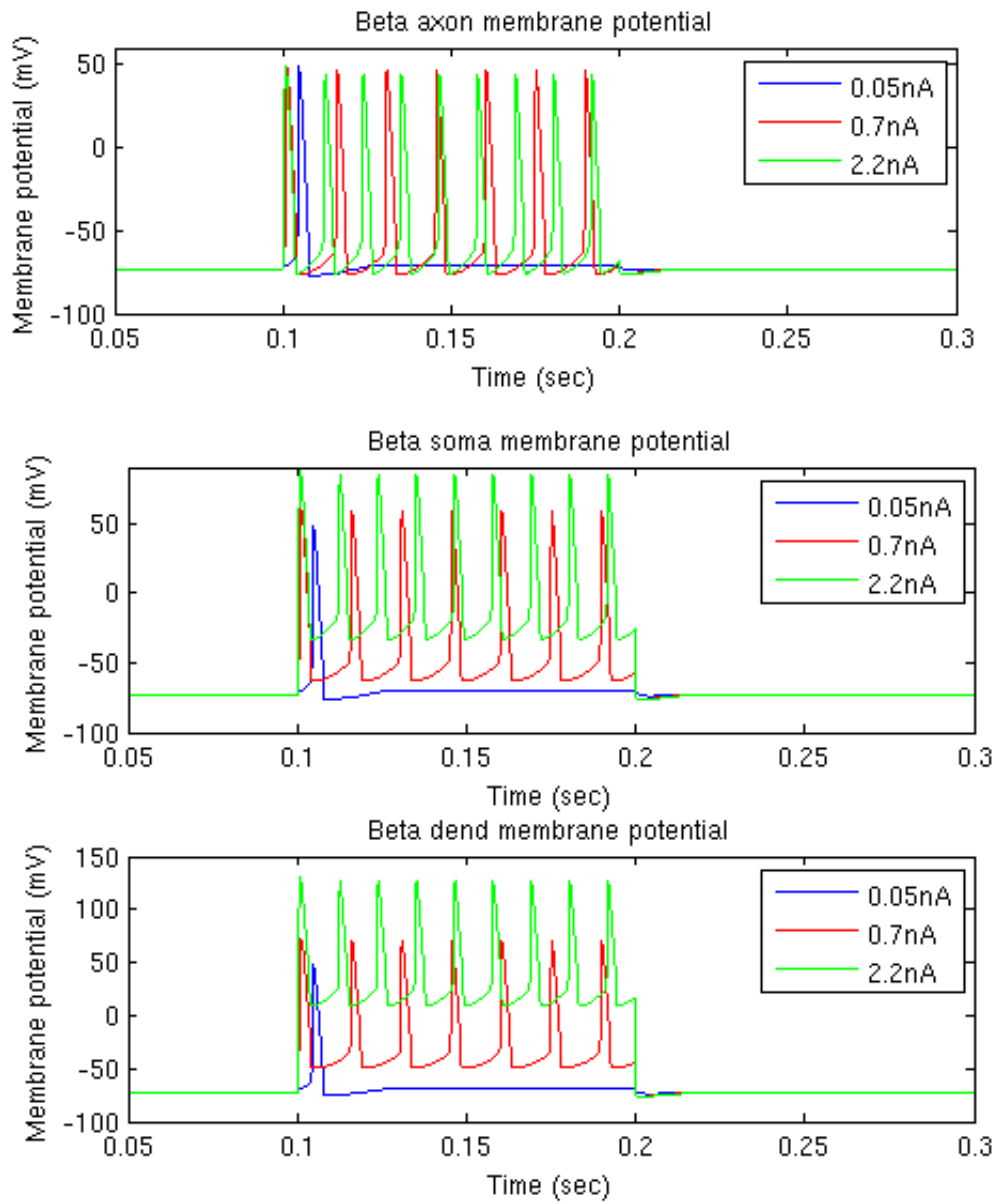 Beta axon membrane potential
Membrane potential (mV)
50
0
-50
-100
0.05nA
0.7nA
2.2nA
0.05
0.1
0.15
0.2
0.25
0.3
Time (sec)
Beta soma membrane potential
Membrane potential (mV)
50
0
-50
-100
0.05nA
0.7nA
2.2nA
0.05
0.1
0.15
0.2
0.25
0.3
Time (sec)
Beta dend membrane potential
Membrane potential (mV)
150
100
50
0
-50
-100
0.05nA
0.7nA
2.2nA
0.05
0.1
0.15
0.2
0.25
0.3
Time (sec)